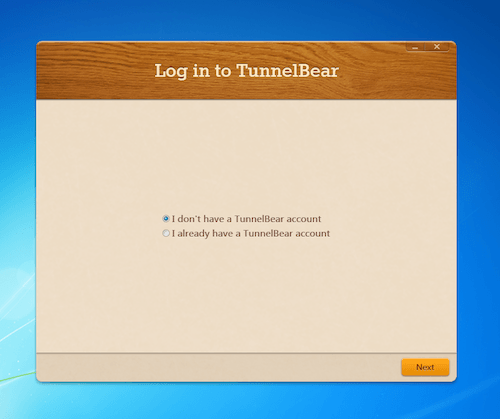 Log in to TunnelBear
I don't have a TunnelBear account
I already have a TunnelBear account
Next